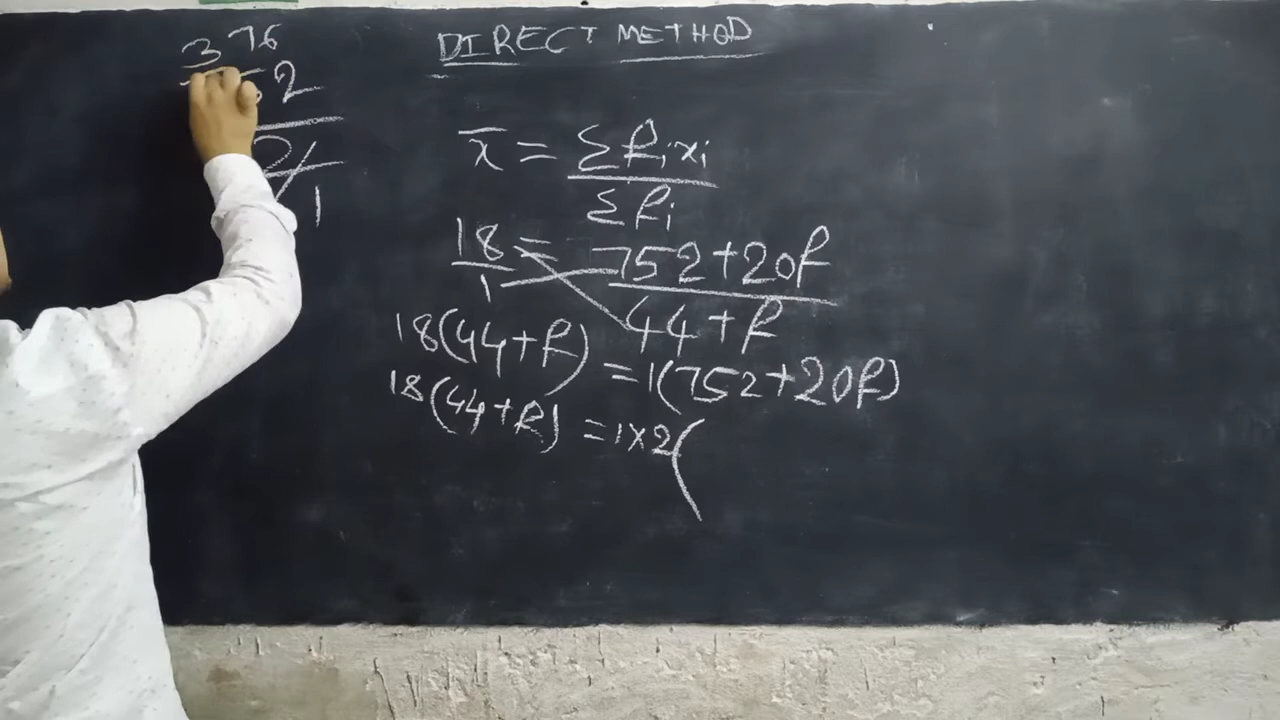 DIRECT METHOD
376
2
1
x̄ = Σfixi / Σfi
18/1 = 752+20f / 44+f
18(44+f) = 1(752+20f)
18(44+f) = 1×2(